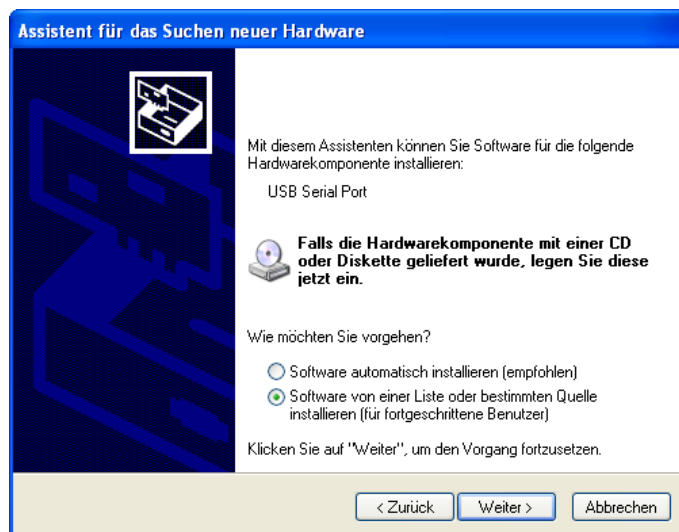 Assistent für das Suchen neuer Hardware
Mit diesem Assistenten können Sie Software für die folgende
Hardwarekomponente installieren:
USB Serial Port
Falls die Hardwarekomponente mit einer CD
oder Diskette geliefert wurde, legen Sie diese
jetzt ein.
Wie möchten Sie vorgehen?
Software automatisch installieren (empfohlen)
Software von einer Liste oder bestimmten Quelle
installieren (für fortgeschrittene Benutzer)
Klicken Sie auf "Weiter", um den Vorgang fortzusetzen.
< Zurück Weiter > Abbrechen